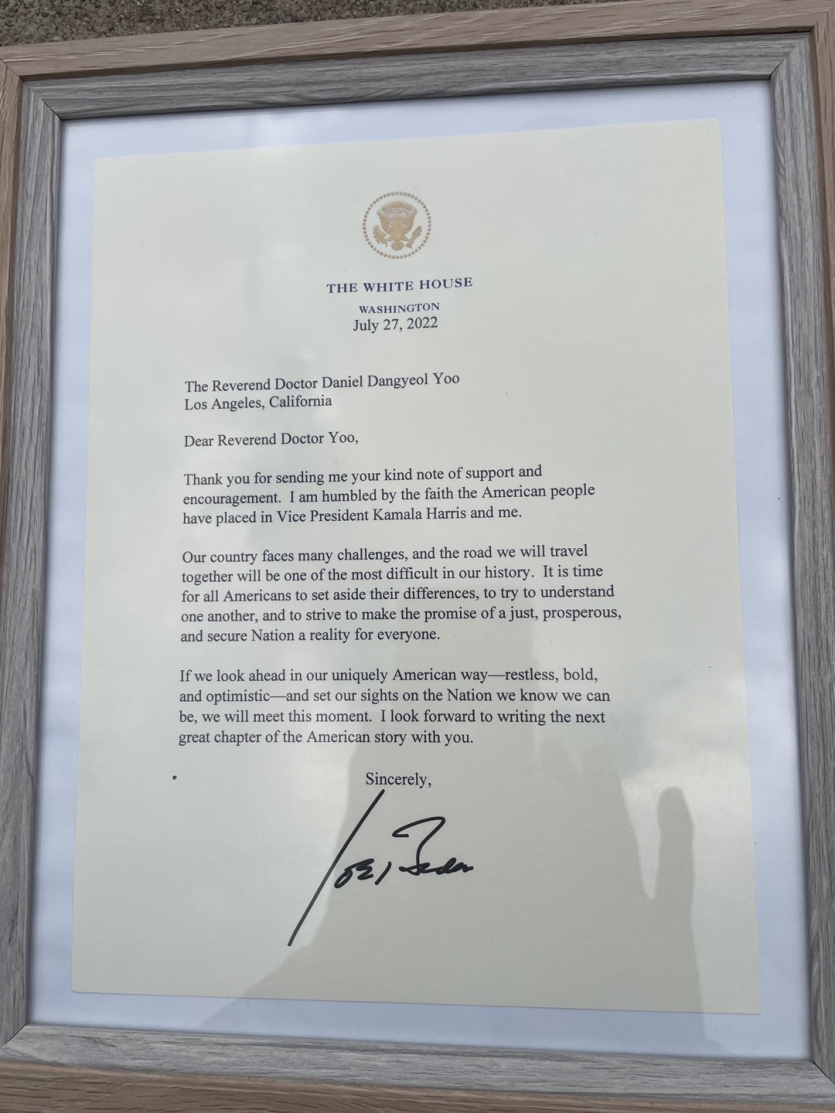 THE WHITE HOUSE
WASHINGTON
July 27, 2022
The Reverend Doctor Daniel Dangyeol Yoo
Los Angeles, California
Dear Reverend Doctor Yoo,
Thank you for sending me your kind note of support and
encouragement. I am humbled by the faith the American people
have placed in Vice President Kamala Harris and me.
Our country faces many challenges, and the road we will travel
together will be one of the most difficult in our history. It is time
for all Americans to set aside their differences, to try to understand
one another, and to strive to make the promise of a just, prosperous,
and secure Nation a reality for everyone.
If we look ahead in our uniquely American way—restless, bold,
and optimistic—and set our sights on the Nation we know we can
be, we will meet this moment. I look forward to writing the next
great chapter of the American story with you.
Sincerely,
Joe Biden